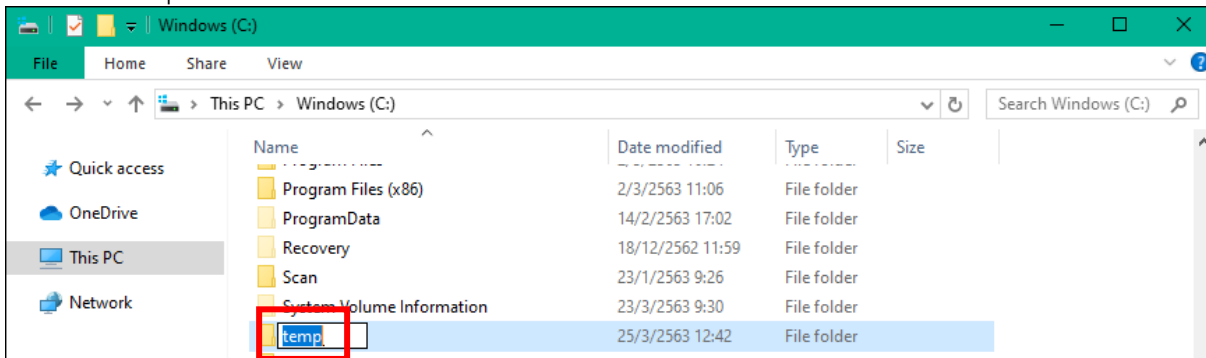 Windows (C:)
File Home Share View
This PC > Windows (C:) Search Windows (C:)
Name Date modified Type Size
Quick access
Program Files (x86) 2/3/2563 11:06 File folder
OneDrive
ProgramData 14/2/2563 17:02 File folder
Recovery 18/12/2562 11:59 File folder
This PC
Scan 23/1/2563 9:26 File folder
Network
System Volume Information 23/3/2563 9:30 File folder
temp 25/3/2563 12:42 File folder